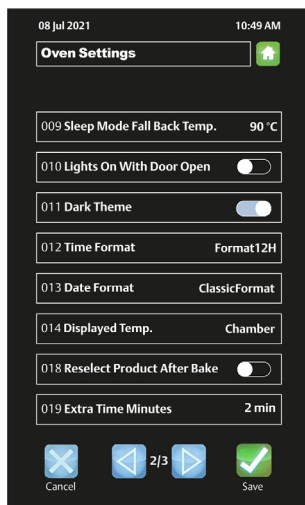 08 Jul 2021 10:49 AM
Oven Settings
009 Sleep Mode Fall Back Temp. 90 °C
010 Lights On With Door Open
011 Dark Theme
012 Time Format Format12H
013 Date Format ClassicFormat
014 Displayed Temp. Chamber
018 Reselect Product After Bake
019 Extra Time Minutes 2 min
2/3
Cancel Save